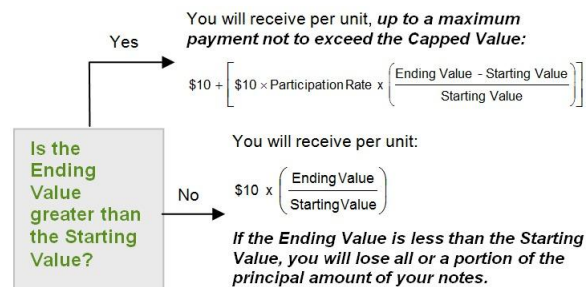 You will receive per unit, up to a maximum
payment not to exceed the Capped Value:
Yes
$10 + [ $10 × Participation Rate x ( Ending Value - Starting Value / Starting Value ) ]
Is the
Ending
Value
greater than
the Starting
Value?
No
You will receive per unit:
$10 x ( Ending Value / Starting Value )
If the Ending Value is less than the Starting
Value, you will lose all or a portion of the
principal amount of your notes.